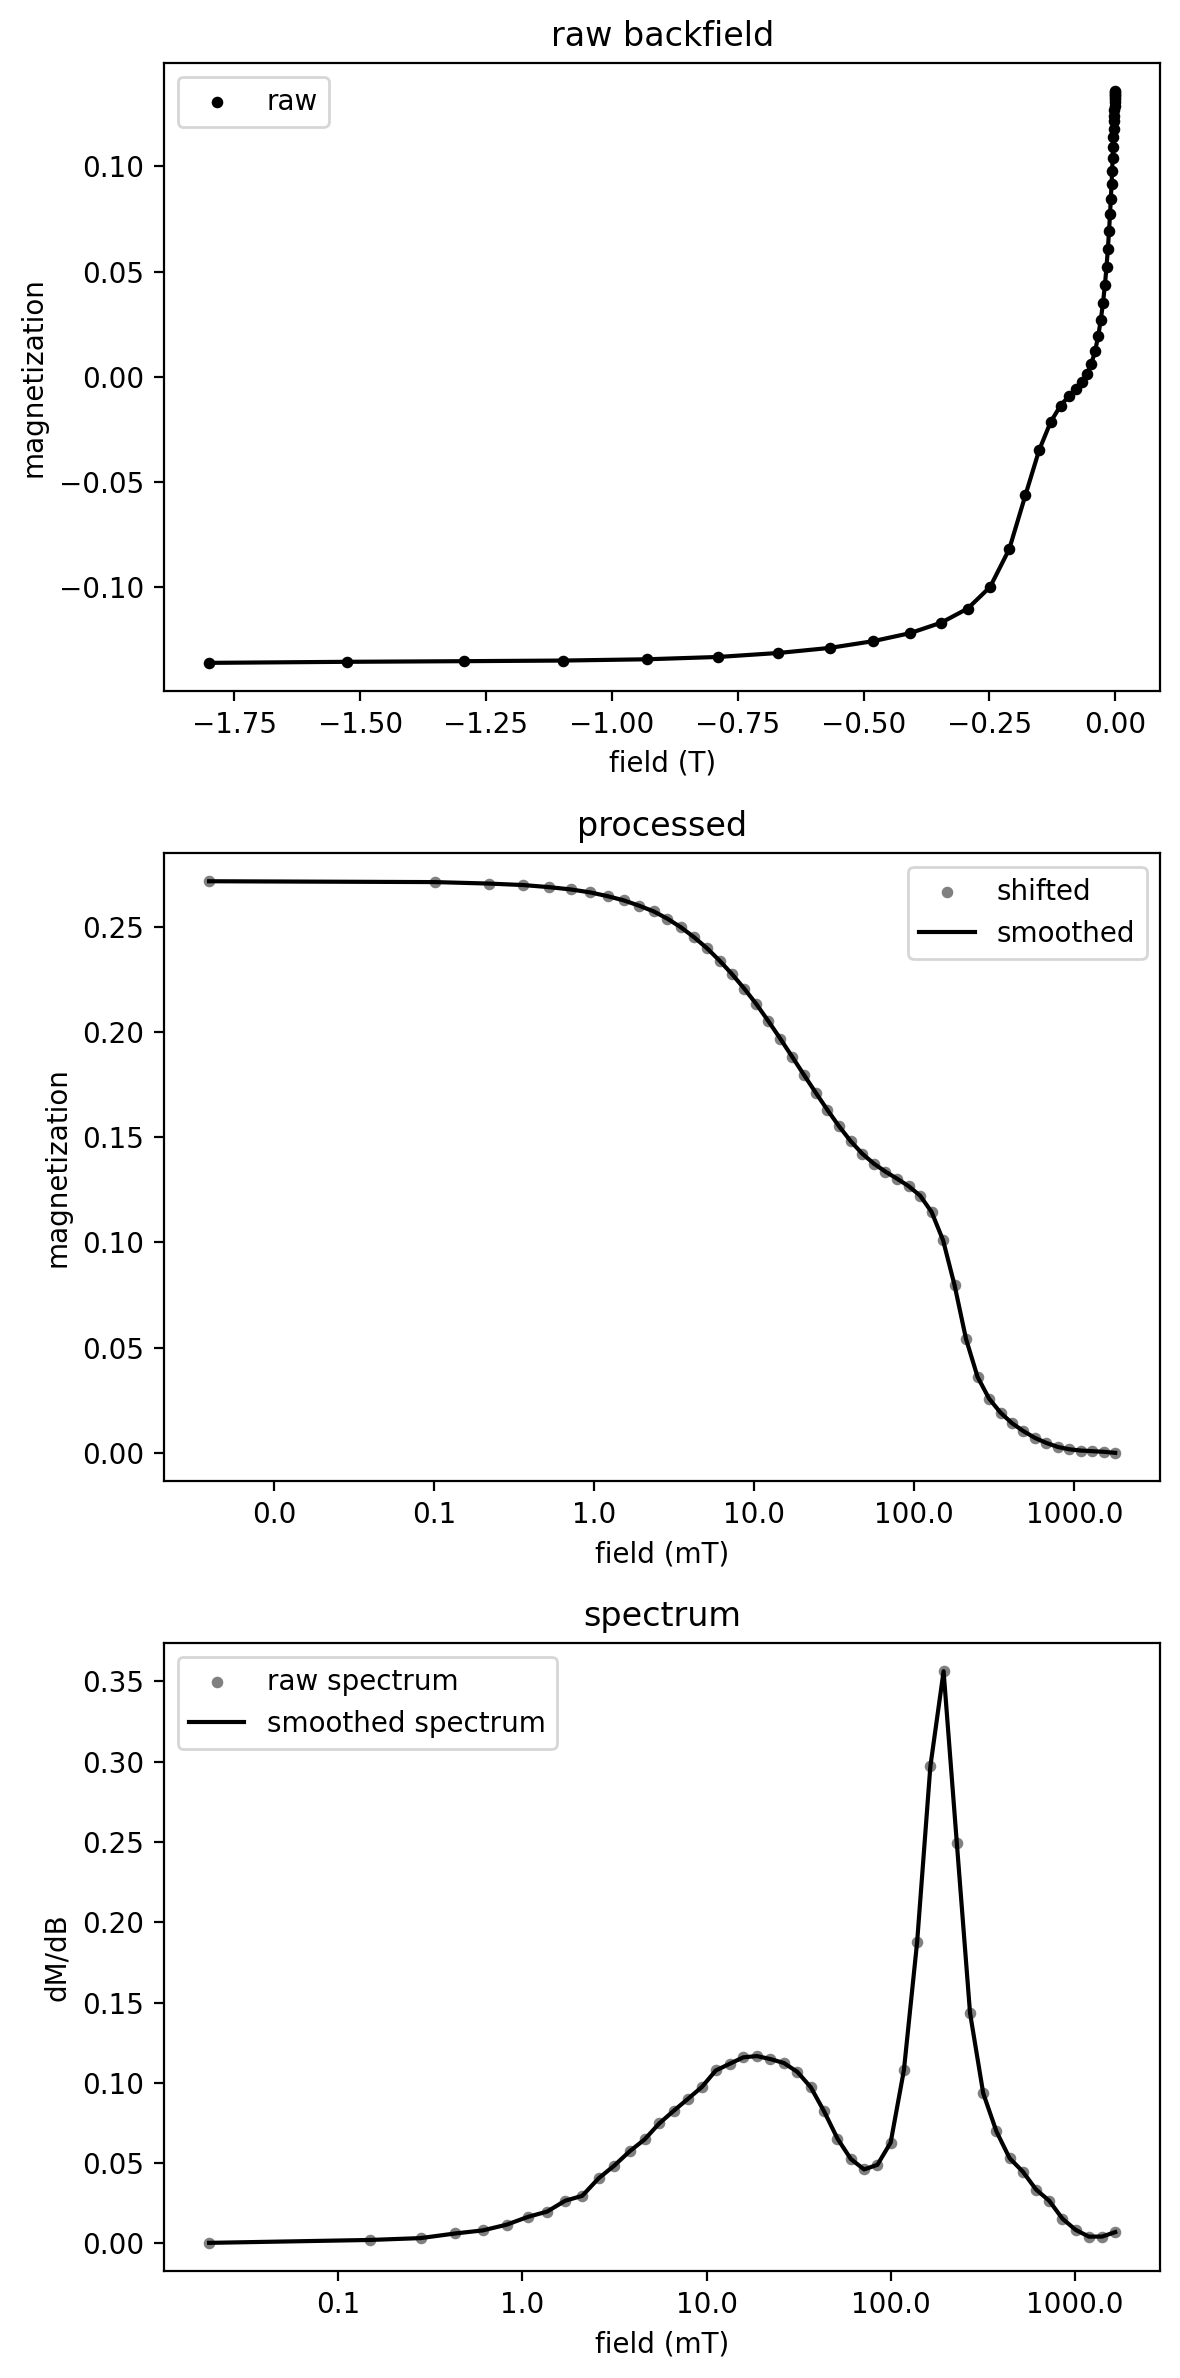 raw backfield
raw
0.10
0.05
0.00
−0.05
−0.10
magnetization
−1.75 −1.50 −1.25 −1.00 −0.75 −0.50 −0.25 0.00
field (T)
processed
shifted
smoothed
0.25
0.20
0.15
0.10
0.05
0.00
magnetization
0.0 0.1 1.0 10.0 100.0 1000.0
field (mT)
spectrum
raw spectrum
smoothed spectrum
0.35
0.30
0.25
0.20
0.15
0.10
0.05
0.00
dM/dB
0.1 1.0 10.0 100.0 1000.0
field (mT)